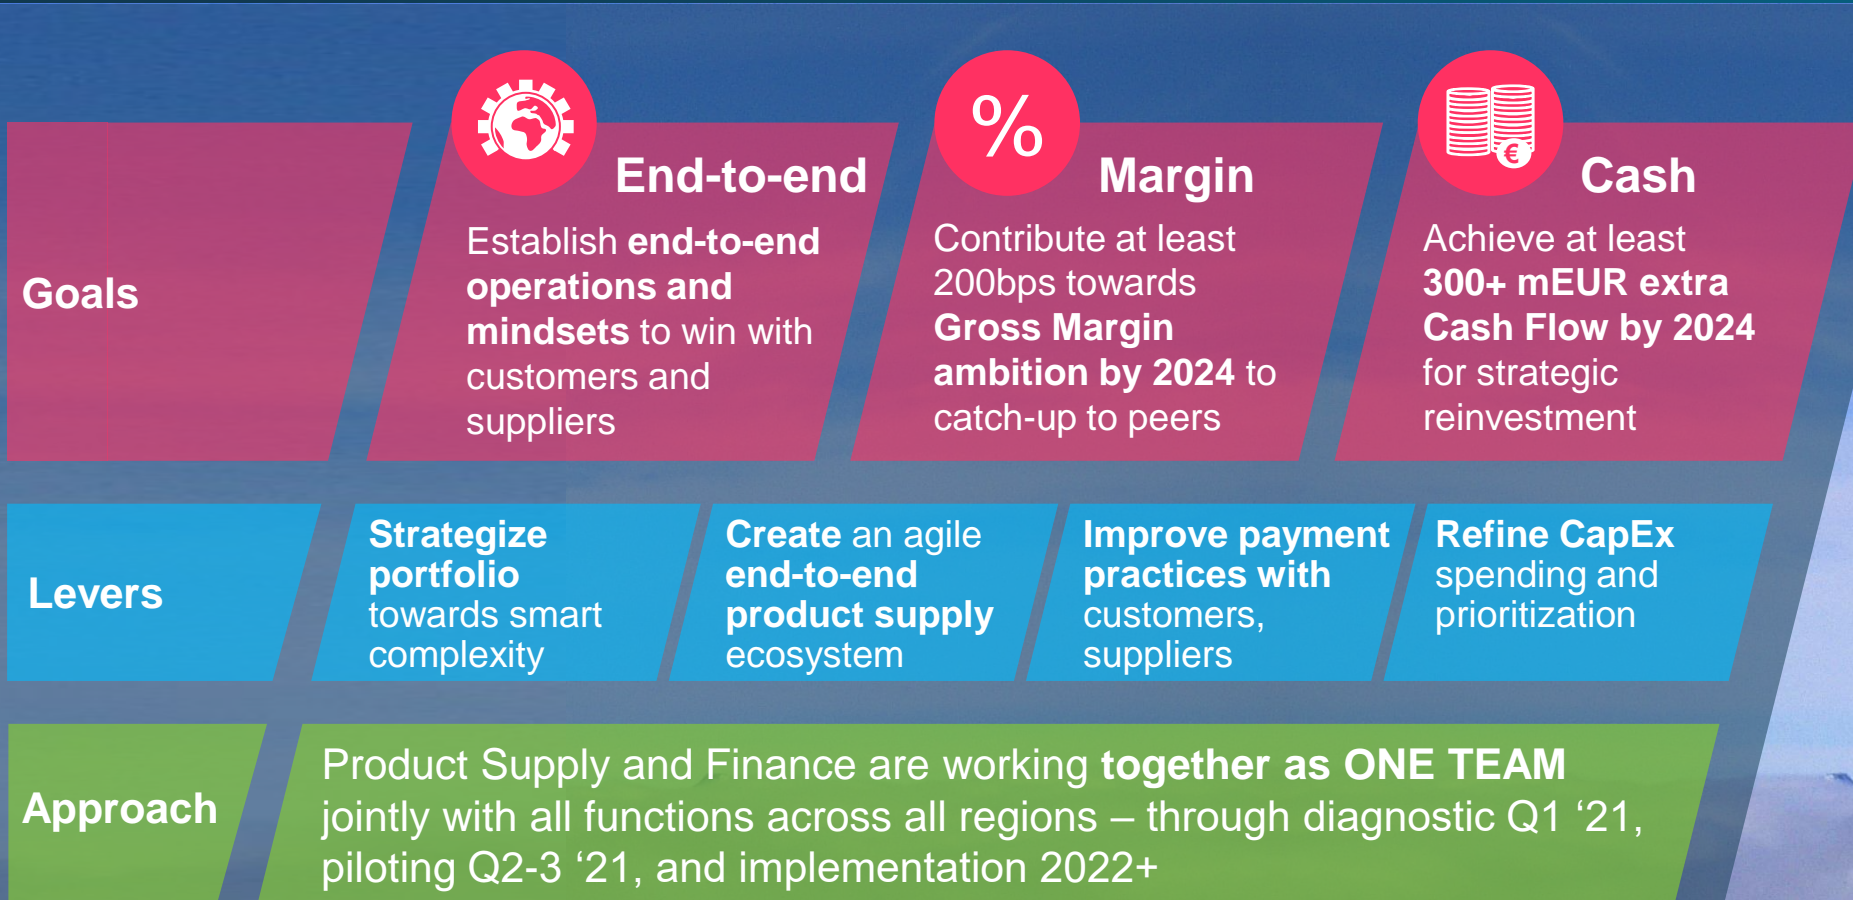 %
End-to-end
Margin
€
Cash
Goals
Establish end-to-end
operations and
mindsets to win with
customers and
suppliers
Contribute at least
200bps towards
Gross Margin
ambition by 2024 to
catch-up to peers
Achieve at least
300+ mEUR extra
Cash Flow by 2024
for strategic
reinvestment
Levers
Strategize
portfolio
towards smart
complexity
Create an agile
end-to-end
product supply
ecosystem
Improve payment
practices with
customers,
suppliers
Refine CapEx
spending and
prioritization
Approach
Product Supply and Finance are working together as ONE TEAM
jointly with all functions across all regions – through diagnostic Q1 ‘21,
piloting Q2-3 ‘21, and implementation 2022+